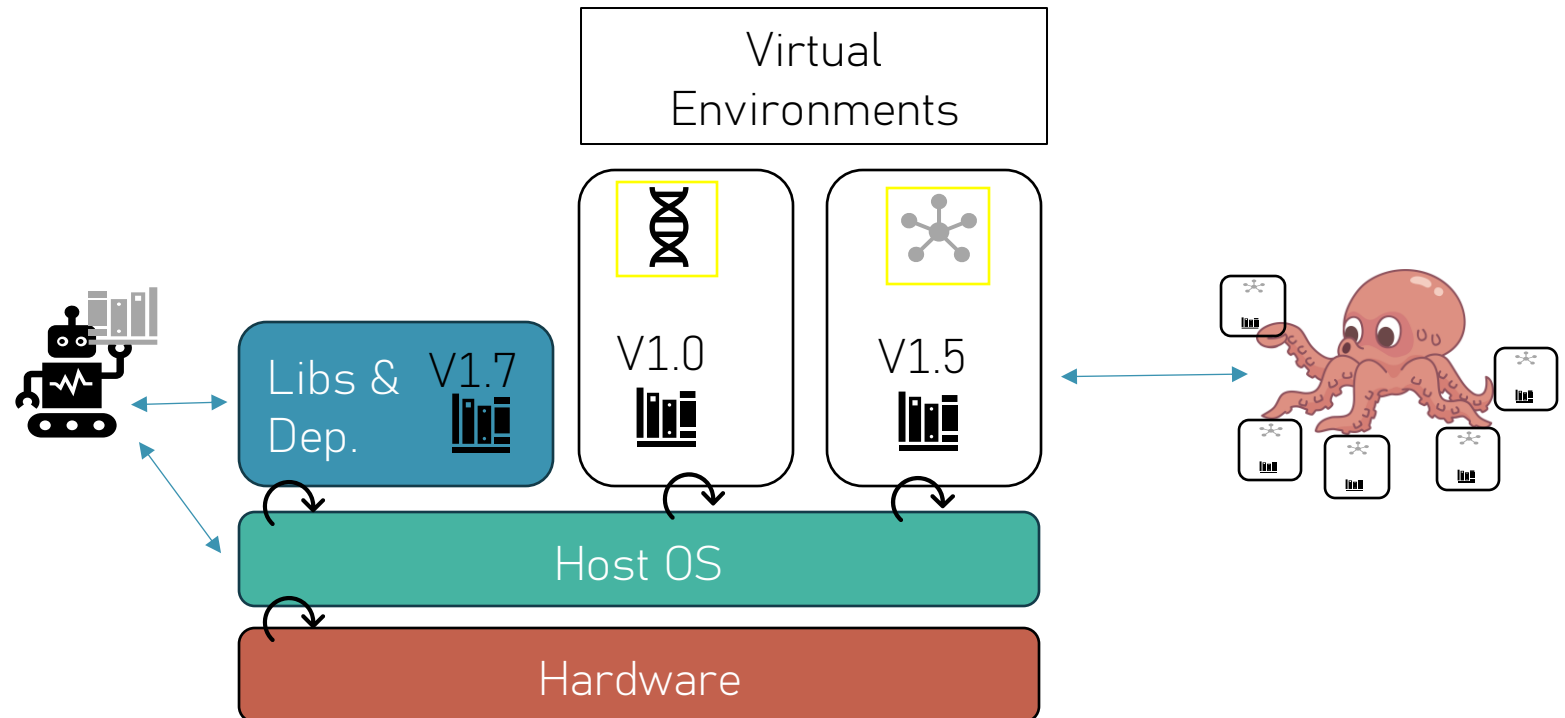 Virtual
Environments
Libs &
Dep.
V1.7
V1.0
V1.5
Host OS
Hardware